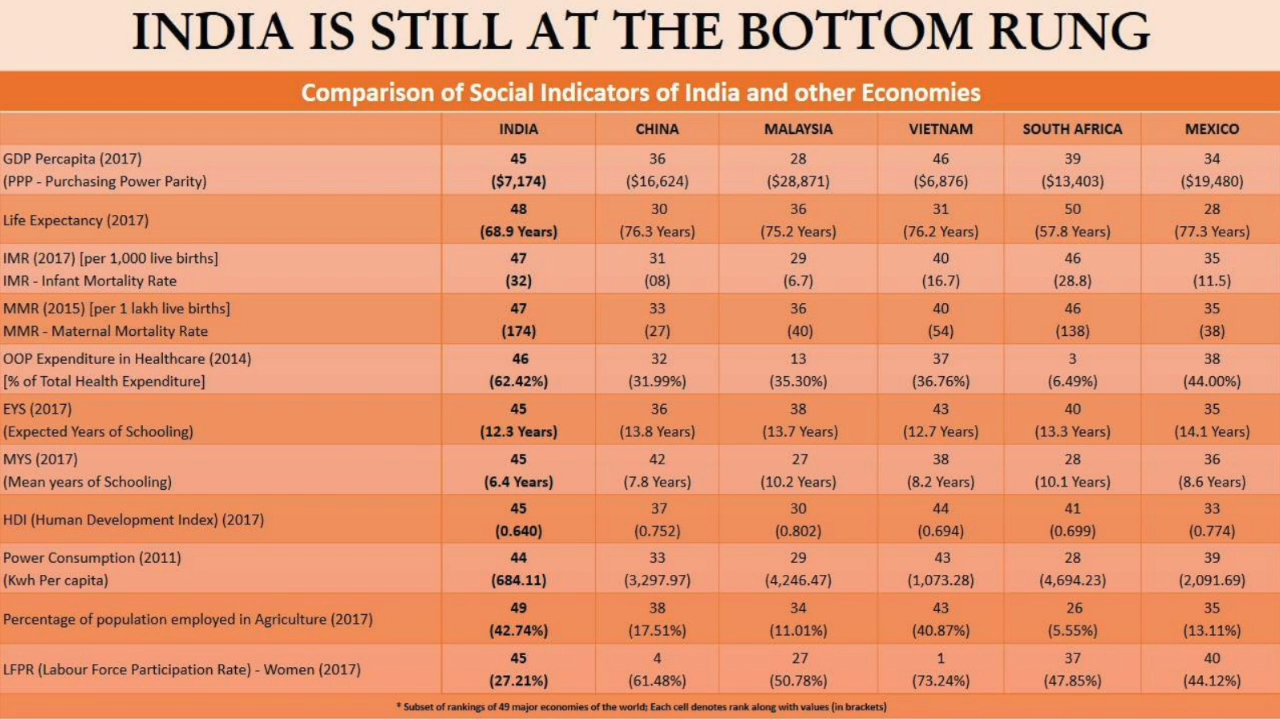 INDIA IS STILL AT THE BOTTOM RUNG
Comparison of Social Indicators of India and other Economies
INDIA CHINA MALAYSIA VIETNAM SOUTH AFRICA MEXICO
GDP Percapita (2017) 45 36 28 46 39 34
(PPP - Purchasing Power Parity) ($7,174) ($16,624) ($28,871) ($6,876) ($13,403) ($19,480)
Life Expectancy (2017) 48 30 36 31 50 28
(68.9 Years) (76.3 Years) (75.2 Years) (76.2 Years) (57.8 Years) (77.3 Years)
IMR (2017) [per 1,000 live births] 47 31 29 40 46 35
IMR - Infant Mortality Rate (32) (08) (6.7) (16.7) (28.8) (11.5)
MMR (2015) [per 1 lakh live births] 47 33 36 40 46 35
MMR - Maternal Mortality Rate (174) (27) (40) (54) (138) (38)
OOP Expenditure in Healthcare (2014) 46 32 13 37 3 38
[% of Total Health Expenditure] (62.42%) (31.99%) (35.30%) (36.76%) (6.49%) (44.00%)
EYS (2017) 45 36 38 43 40 35
(Expected Years of Schooling) (12.3 Years) (13.8 Years) (13.7 Years) (12.7 Years) (13.3 Years) (14.1 Years)
MYS (2017) 45 42 27 38 28 36
(Mean years of Schooling) (6.4 Years) (7.8 Years) (10.2 Years) (8.2 Years) (10.1 Years) (8.6 Years)
HDI (Human Development Index) (2017) 45 37 30 44 41 33
(0.640) (0.752) (0.802) (0.694) (0.699) (0.774)
Power Consumption (2011) 44 33 29 43 28 39
(Kwh Per capita) (684.11) (3,297.97) (4,246.47) (1,073.28) (4,694.23) (2,091.69)
Percentage of population employed in Agriculture (2017) 49 38 34 43 26 35
(42.74%) (17.51%) (11.01%) (40.87%) (5.55%) (13.11%)
LFPR (Labour Force Participation Rate) - Women (2017) 45 4 27 1 37 40
(27.21%) (61.48%) (50.78%) (73.24%) (47.85%) (44.12%)
* Subset of rankings of 49 major economies of the world; Each cell denotes rank along with values (in brackets)